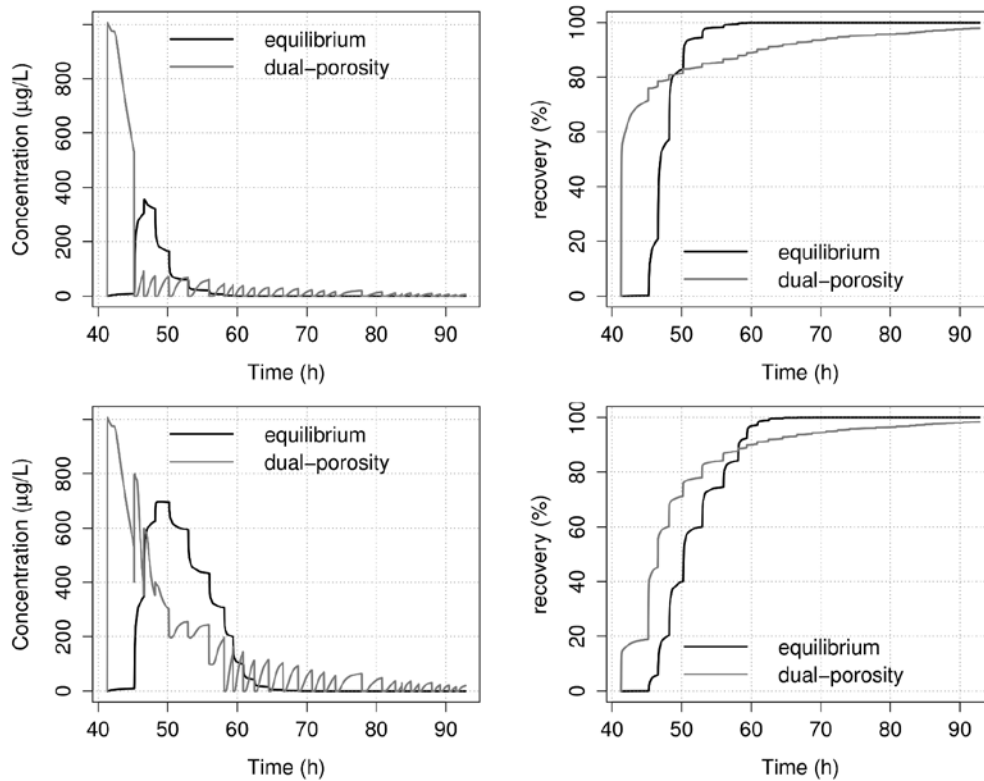 Concentration (µg/L)
1000
800
600
400
200
0
equilibrium
dual-porosity
40 50 60 70 80 90
Time (h)
recovery (%)
100
80
60
40
20
0
equilibrium
dual-porosity
40 50 60 70 80 90
Time (h)
Concentration (µg/L)
800
600
400
200
0
equilibrium
dual-porosity
40 50 60 70 80 90
Time (h)
recovery (%)
100
80
60
40
20
0
equilibrium
dual-porosity
40 50 60 70 80 90
Time (h)